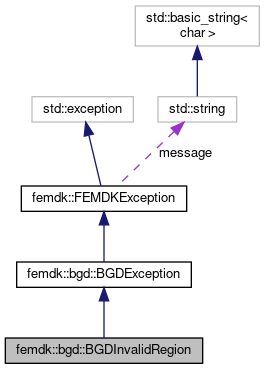 std::basic_string<
char >
std::exception
std::string
message
femdk::FEMDKException
femdk::bgd::BGDException
femdk::bgd::BGDInvalidRegion